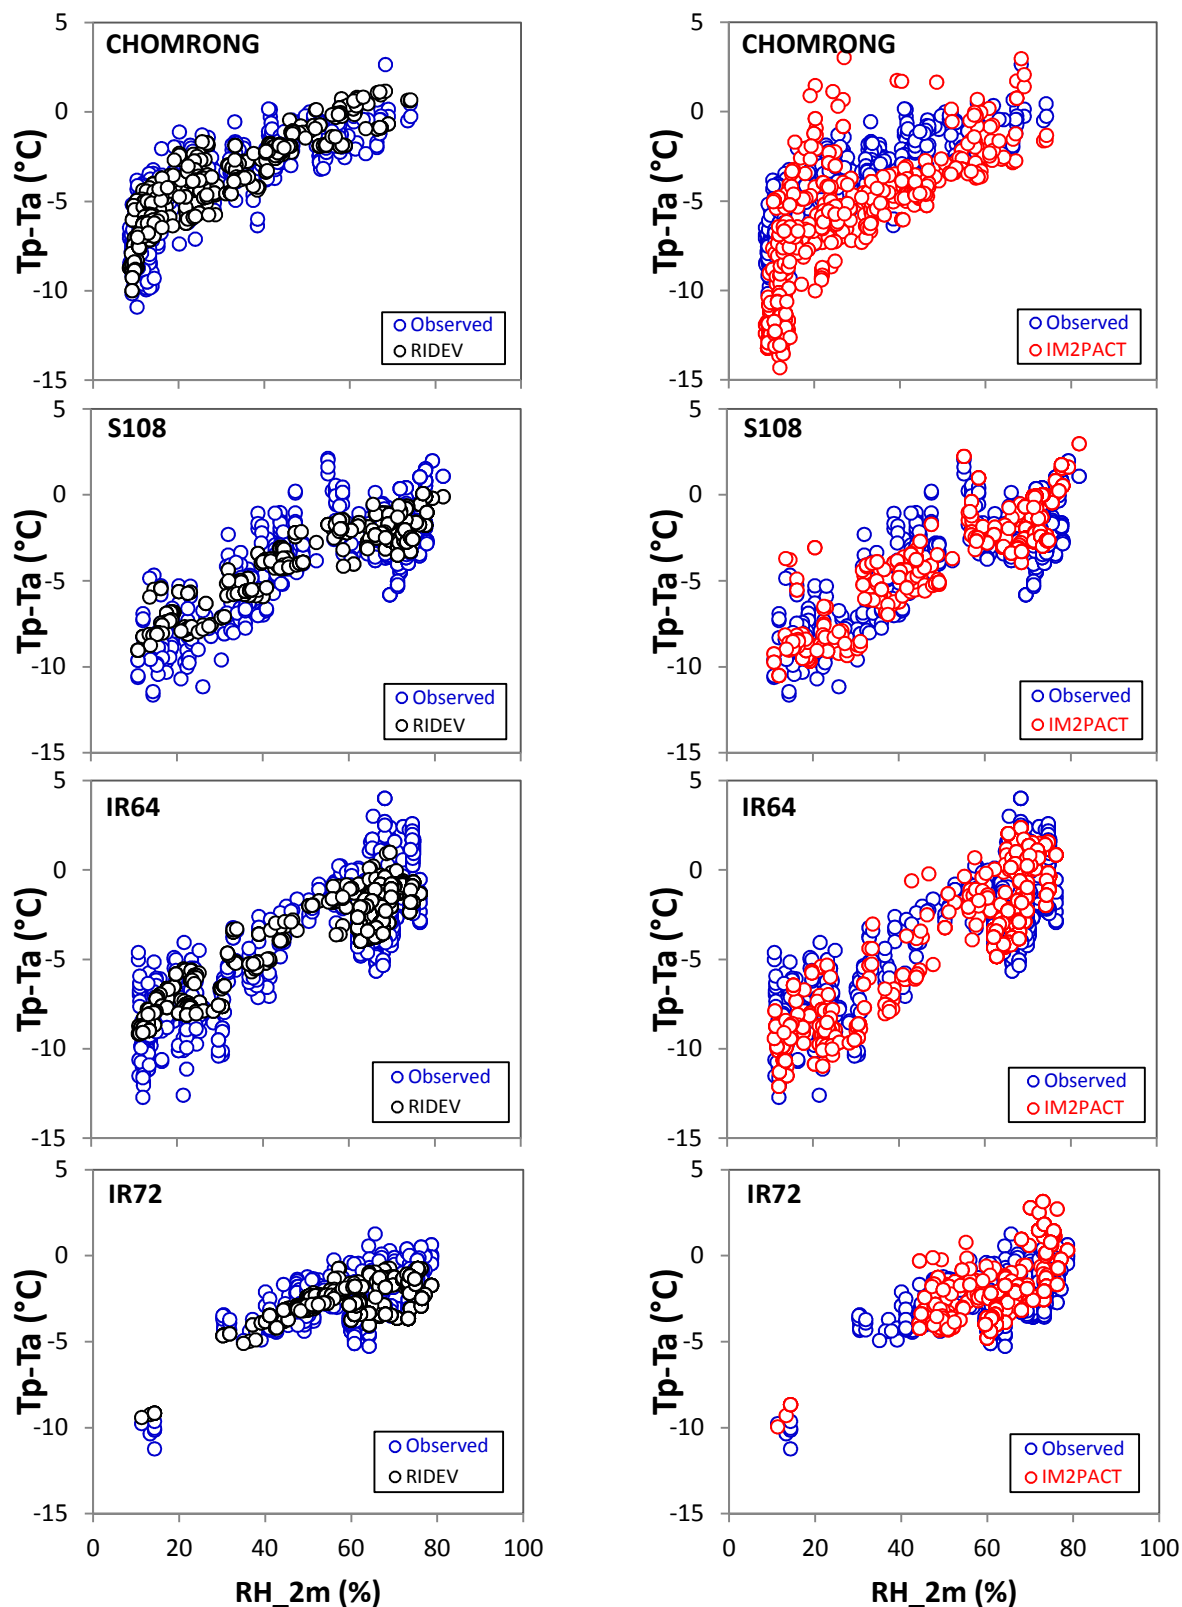 CHOMRONG
5
0
-5
-10
-15
Tp-Ta (°C)
Observed
RIDEV
CHOMRONG
5
0
-5
-10
-15
Tp-Ta (°C)
Observed
IM2PACT
S108
5
0
-5
-10
-15
Tp-Ta (°C)
Observed
RIDEV
S108
5
0
-5
-10
-15
Tp-Ta (°C)
Observed
IM2PACT
IR64
5
0
-5
-10
-15
Tp-Ta (°C)
Observed
RIDEV
IR64
5
0
-5
-10
-15
Tp-Ta (°C)
Observed
IM2PACT
IR72
5
0
-5
-10
-15
Tp-Ta (°C)
Observed
RIDEV
0 20 40 60 80 100
RH_2m (%)
IR72
5
0
-5
-10
-15
Tp-Ta (°C)
Observed
IM2PACT
0 20 40 60 80 100
RH_2m (%)